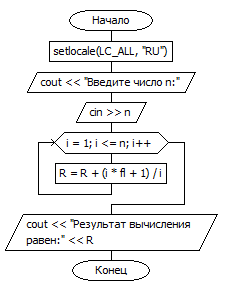 Начало
setlocale(LC_ALL, "RU")
cout << "Введите число n:"
cin >> n
i = 1; i <= n; i++
R = R + (i * fl + 1) / i
cout << "Результат вычисления
равен:" << R
Конец